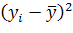 (yᵢ − ȳ)²